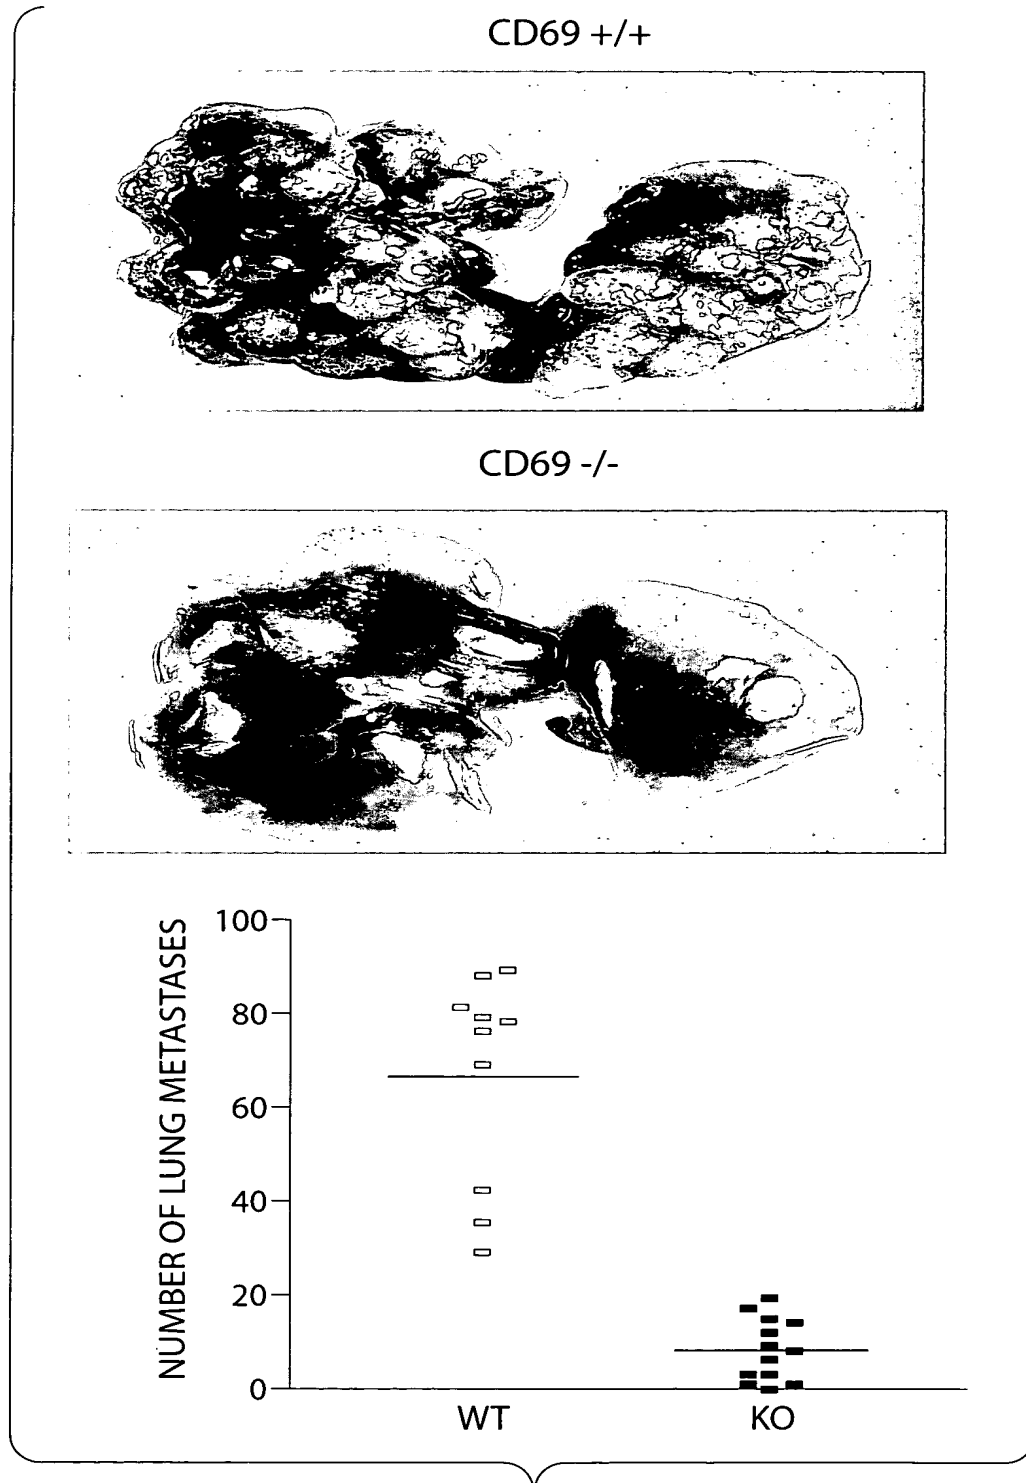 CD69 +/+
CD69 -/-
NUMBER OF LUNG METASTASES
100
80
60
40
20
0
WT
KO